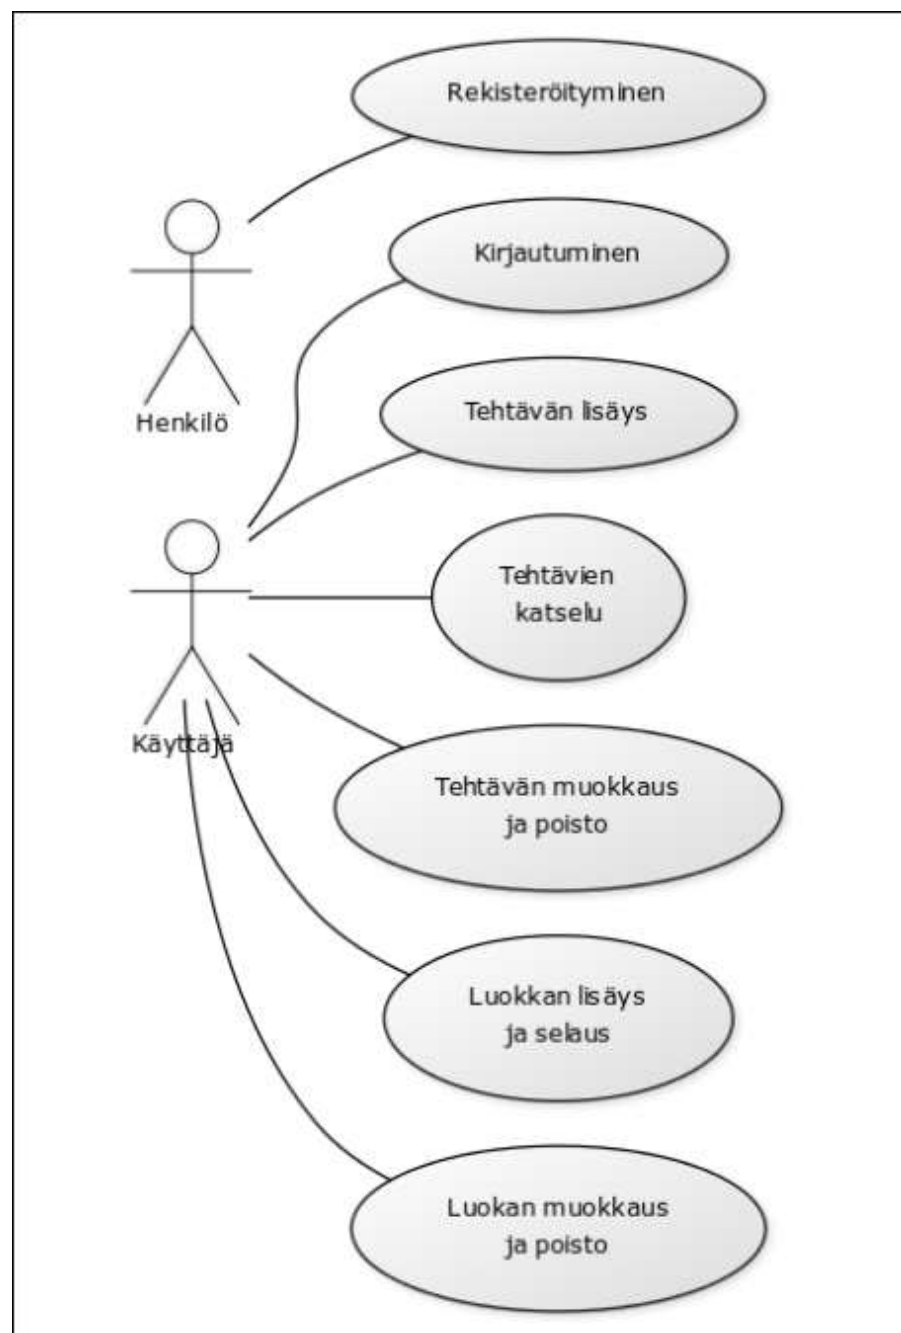 Rekisteröityminen
Kirjautuminen
Henkilö
Tehtävän lisäys
Tehtävien
katselu
Käyttäjä
Tehtävän muokkaus
ja poisto
Luokkan lisäys
ja selaus
Luokan muokkaus
ja poisto